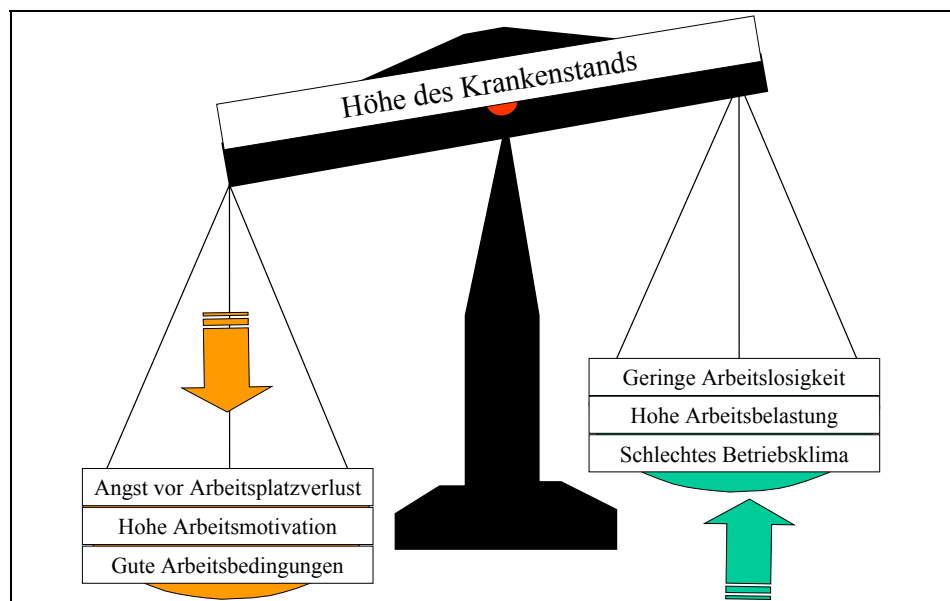 Höhe des Krankenstands
Geringe Arbeitslosigkeit
Hohe Arbeitsbelastung
Schlechtes Betriebsklima
Angst vor Arbeitsplatzverlust
Hohe Arbeitsmotivation
Gute Arbeitsbedingungen